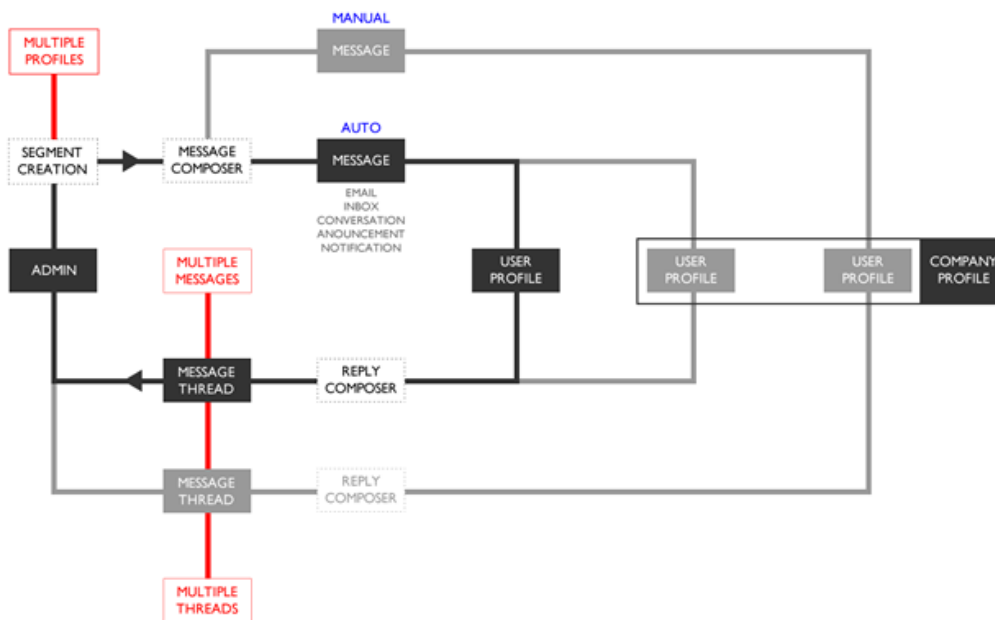 MANUAL
MULTIPLE
PROFILES
MESSAGE
AUTO
SEGMENT
CREATION
MESSAGE
COMPOSER
MESSAGE
EMAIL
INBOX
CONVERSATION
ANOUNCEMENT
NOTIFICATION
ADMIN
MULTIPLE
MESSAGES
USER
PROFILE
USER
PROFILE
USER
PROFILE
COMPANY
PROFILE
MESSAGE
THREAD
REPLY
COMPOSER
MESSAGE
THREAD
REPLY
COMPOSER
MULTIPLE
THREADS